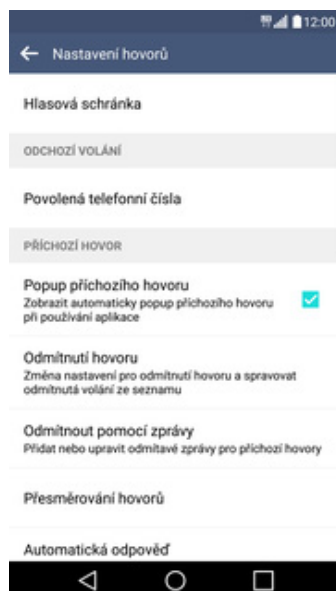 12:00
Nastavení hovorů
Hlasová schránka
ODCHOZÍ VOLÁNÍ
Povolená telefonní čísla
PŘÍCHOZÍ HOVOR
Popup příchozího hovoru
Zobrazit automaticky popup příchozího hovoru
při používání aplikace
Odmítnutí hovoru
Změna nastavení pro odmítnutí hovoru a spravovat
odmítnutá volání ze seznamu
Odmítnout pomocí zprávy
Přidat nebo upravit odmítavé zprávy pro příchozí hovory
Přesměrování hovorů
Automatická odpověď